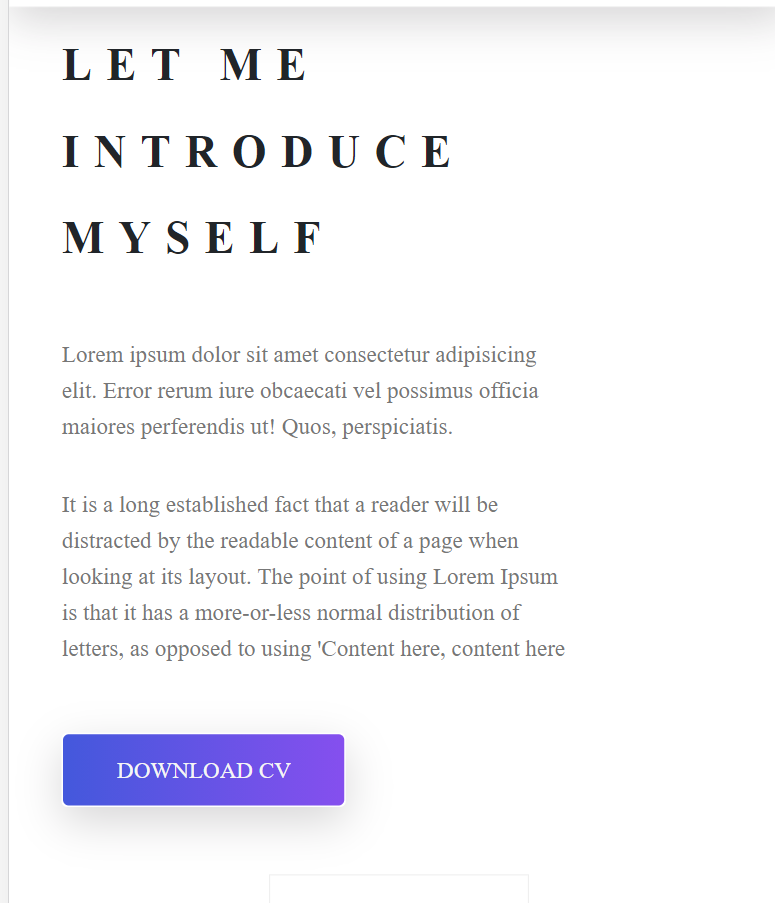 LET ME
INTRODUCE
MYSELF
Lorem ipsum dolor sit amet consectetur adipisicing
elit. Error rerum iure obcaecati vel possimus officia
maiores perferendis ut! Quos, perspiciatis.
It is a long established fact that a reader will be
distracted by the readable content of a page when
looking at its layout. The point of using Lorem Ipsum
is that it has a more-or-less normal distribution of
letters, as opposed to using 'Content here, content here
DOWNLOAD CV